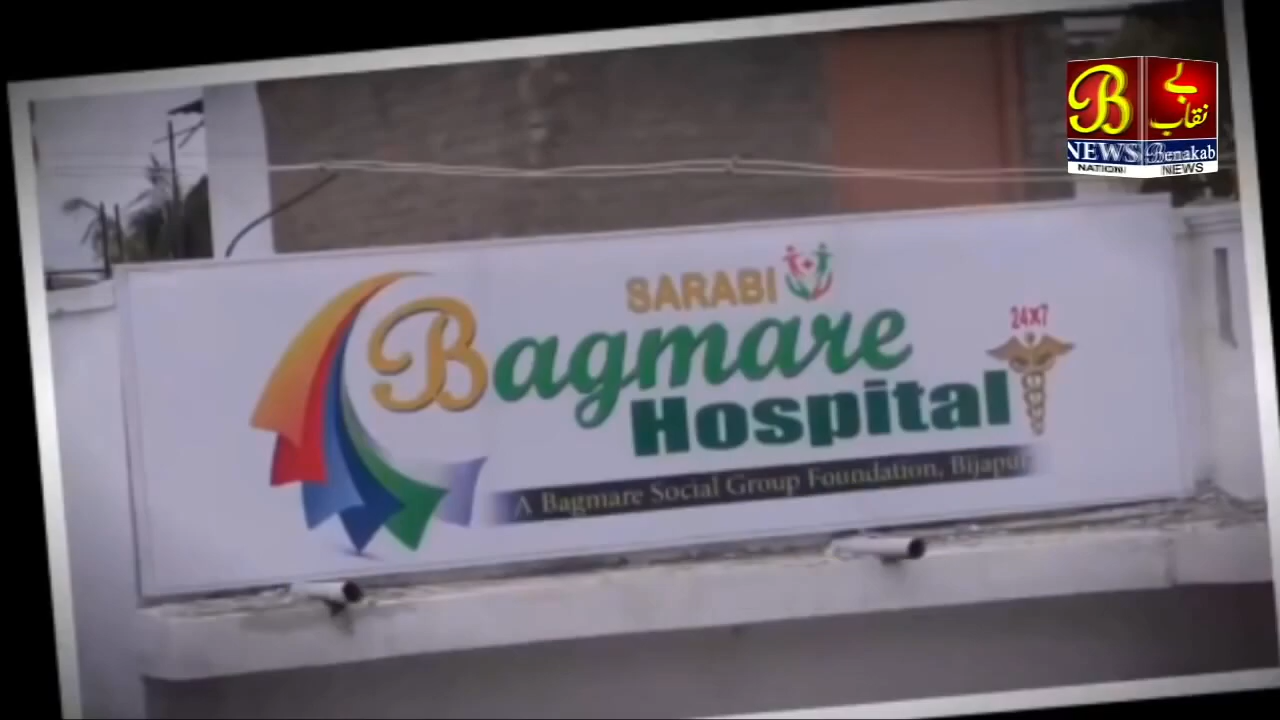 B
NEWS
NATION
بے
نقاب
Benakab
NEWS
SARABI
Bagmare
24X7
Hospital
A Bagmare Social Group Foundation, Bijapur